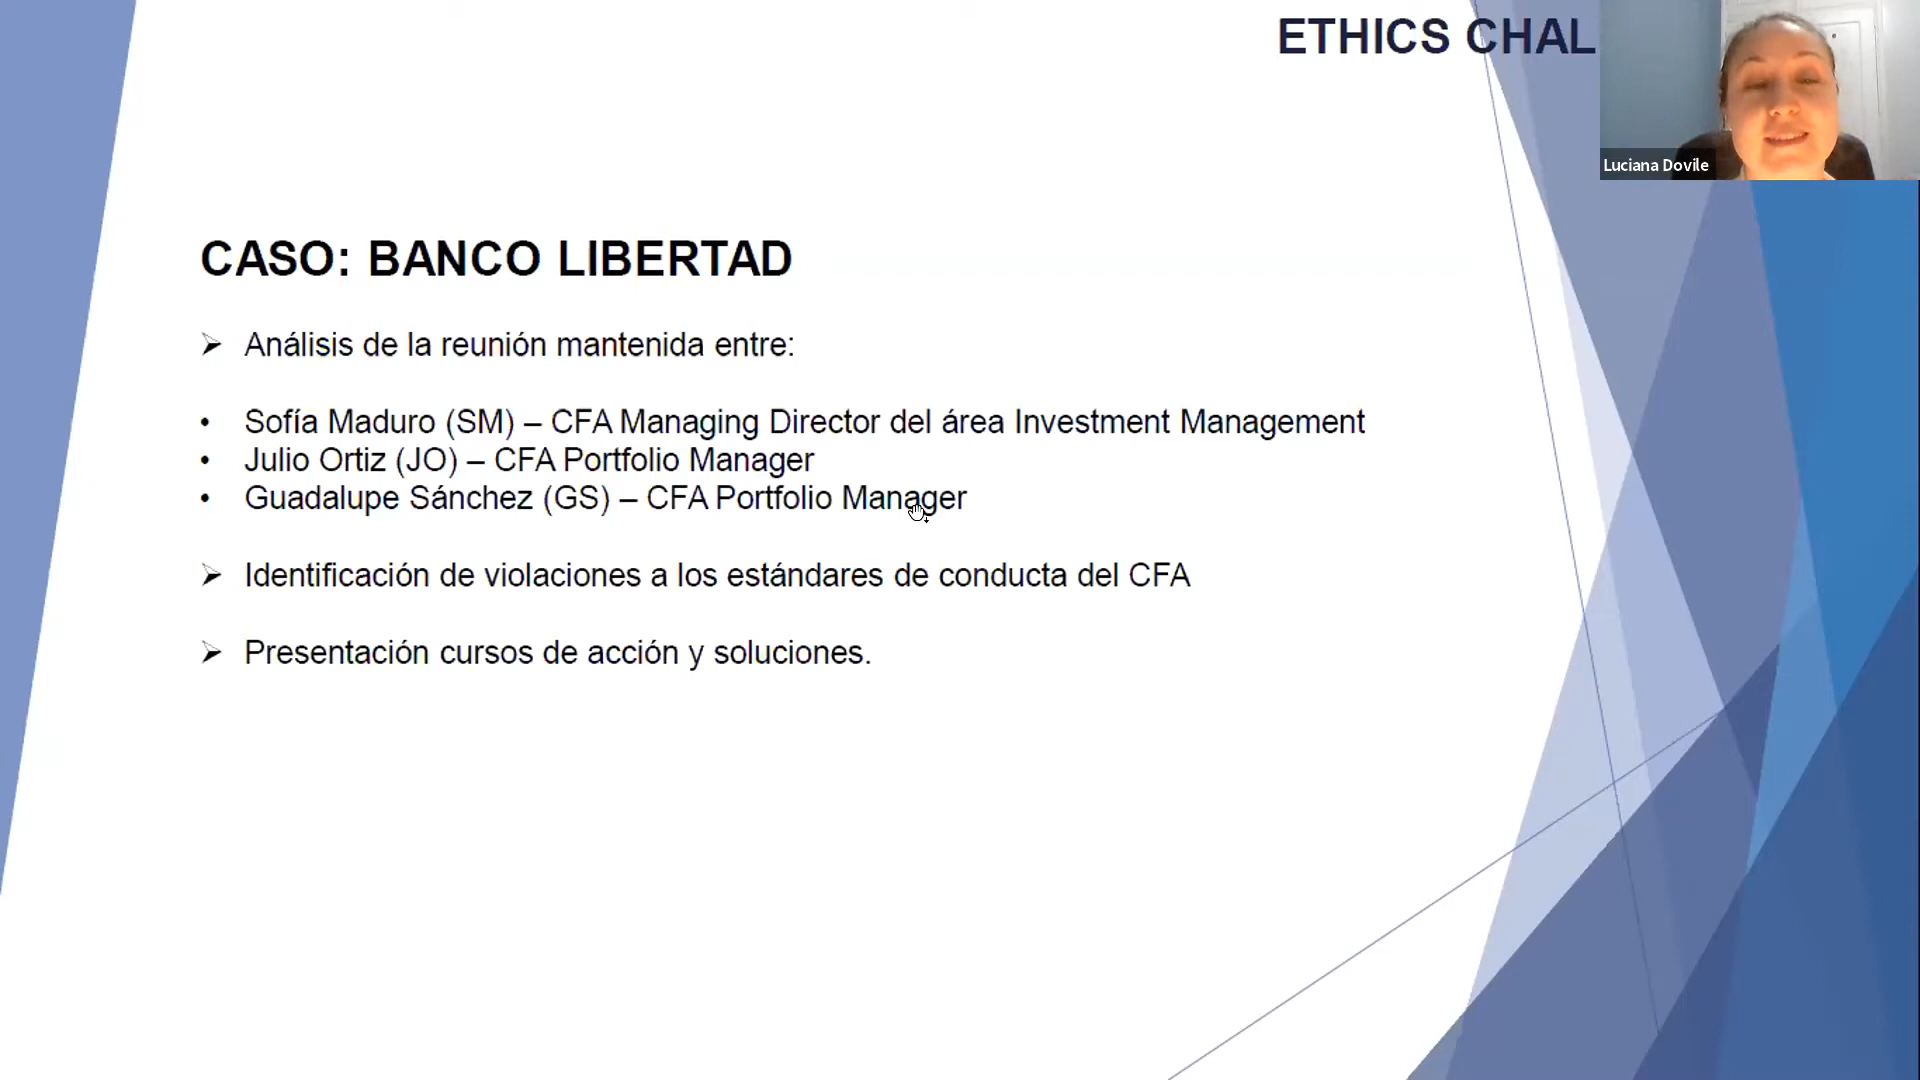 ETHICS CHAL
Luciana Dovile
CASO: BANCO LIBERTAD
Análisis de la reunión mantenida entre:
Sofía Maduro (SM) – CFA Managing Director del área Investment Management
Julio Ortiz (JO) – CFA Portfolio Manager
Guadalupe Sánchez (GS) – CFA Portfolio Manager
Identificación de violaciones a los estándares de conducta del CFA
Presentación cursos de acción y soluciones.